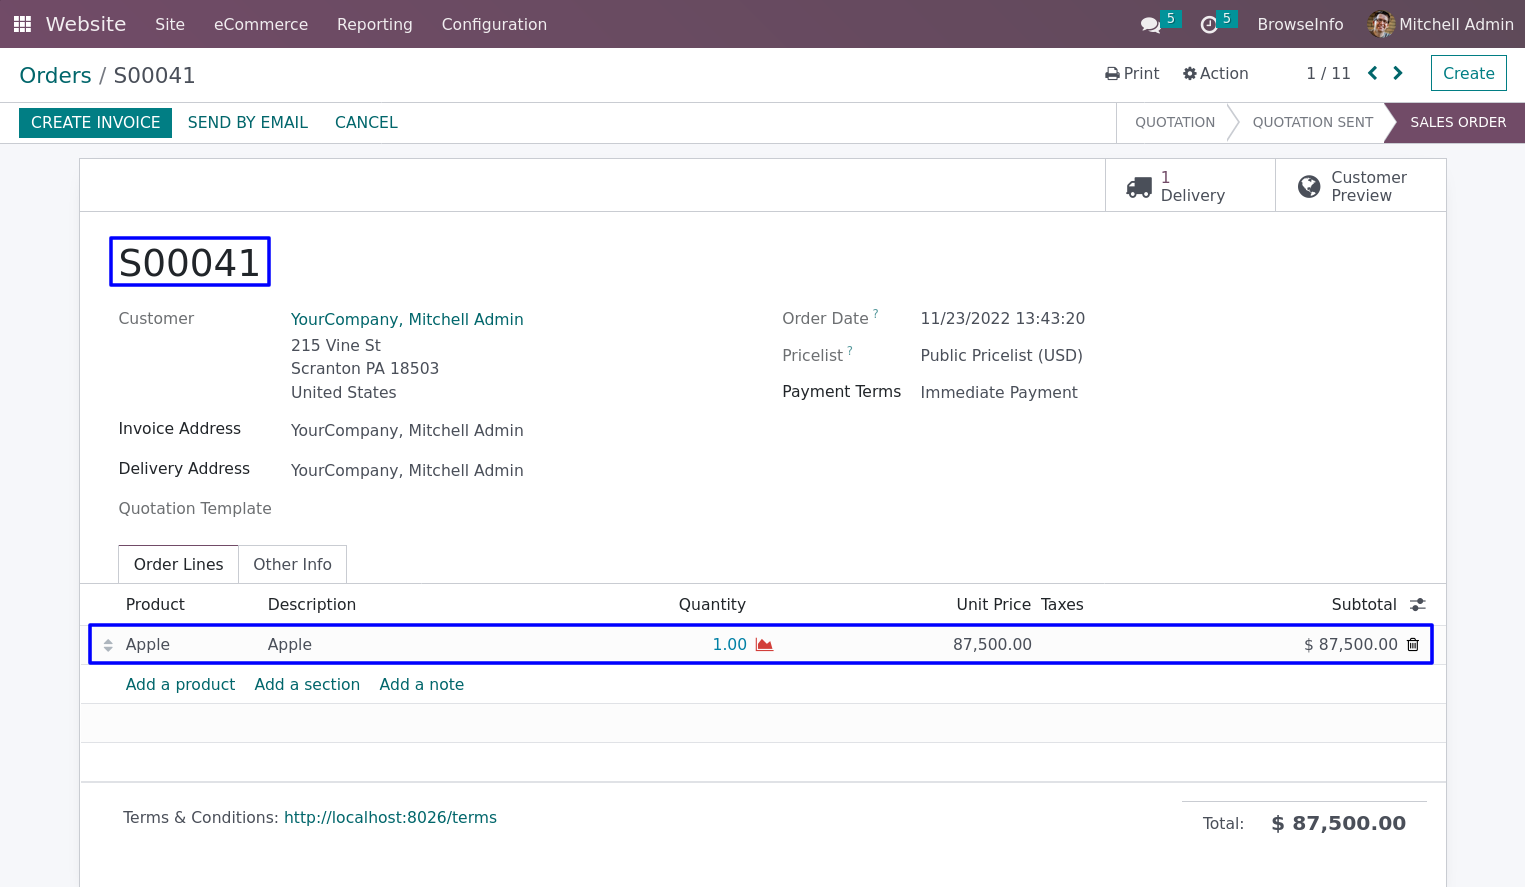 Website Site eCommerce Reporting Configuration 5 5 BrowseInfo Mitchell Admin
Orders / S00041 Print Action 1 / 11 Create
CREATE INVOICE SEND BY EMAIL CANCEL QUOTATION QUOTATION SENT SALES ORDER
1 Delivery
Customer Preview
S00041
Customer YourCompany, Mitchell Admin Order Date ? 11/23/2022 13:43:20
215 Vine St
Scranton PA 18503 Pricelist ? Public Pricelist (USD)
United States Payment Terms Immediate Payment
Invoice Address YourCompany, Mitchell Admin
Delivery Address YourCompany, Mitchell Admin
Quotation Template
Order Lines Other Info
Product Description Quantity Unit Price Taxes Subtotal
Apple Apple 1.00 87,500.00 $ 87,500.00
Add a product Add a section Add a note
Terms & Conditions: http://localhost:8026/terms Total: $ 87,500.00